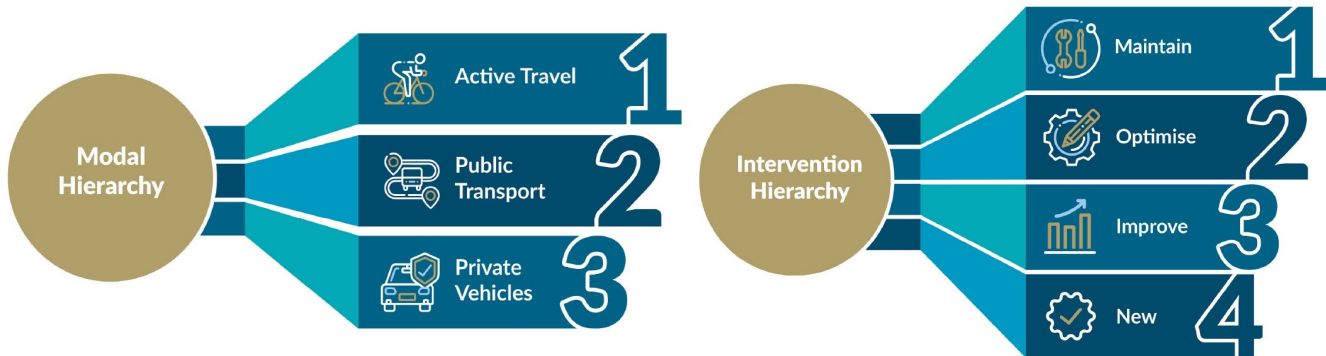 Modal
Hierarchy
Active Travel
1
Public
Transport
2
Private
Vehicles
3
Intervention
Hierarchy
Maintain
1
Optimise
2
Improve
3
New
4